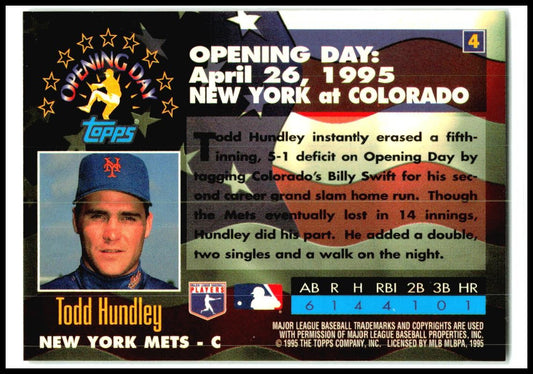 OPENING DAY
TOPPS
4
OPENING DAY:
April 26, 1995
NEW YORK at COLORADO
Todd Hundley instantly erased a fifth-
inning, 5-1 deficit on Opening Day by
tagging Colorado's Billy Swift for his sec-
ond career grand slam home run. Though
the Mets eventually lost in 14 innings,
Hundley did his part. He added a double,
two singles and a walk on the night.
NY
Todd Hundley
NEW YORK METS - C
MAJOR LEAGUE BASEBALL
PLAYERS
AB R H RBI 2B 3B HR
6 1 4 4 1 0 1
MAJOR LEAGUE BASEBALL TRADEMARKS AND COPYRIGHTS ARE USED
WITH PERMISSION OF MAJOR LEAGUE BASEBALL PROPERTIES, INC.
© 1995 THE TOPPS COMPANY, INC. LICENSED BY MLB MLBPA, 1995